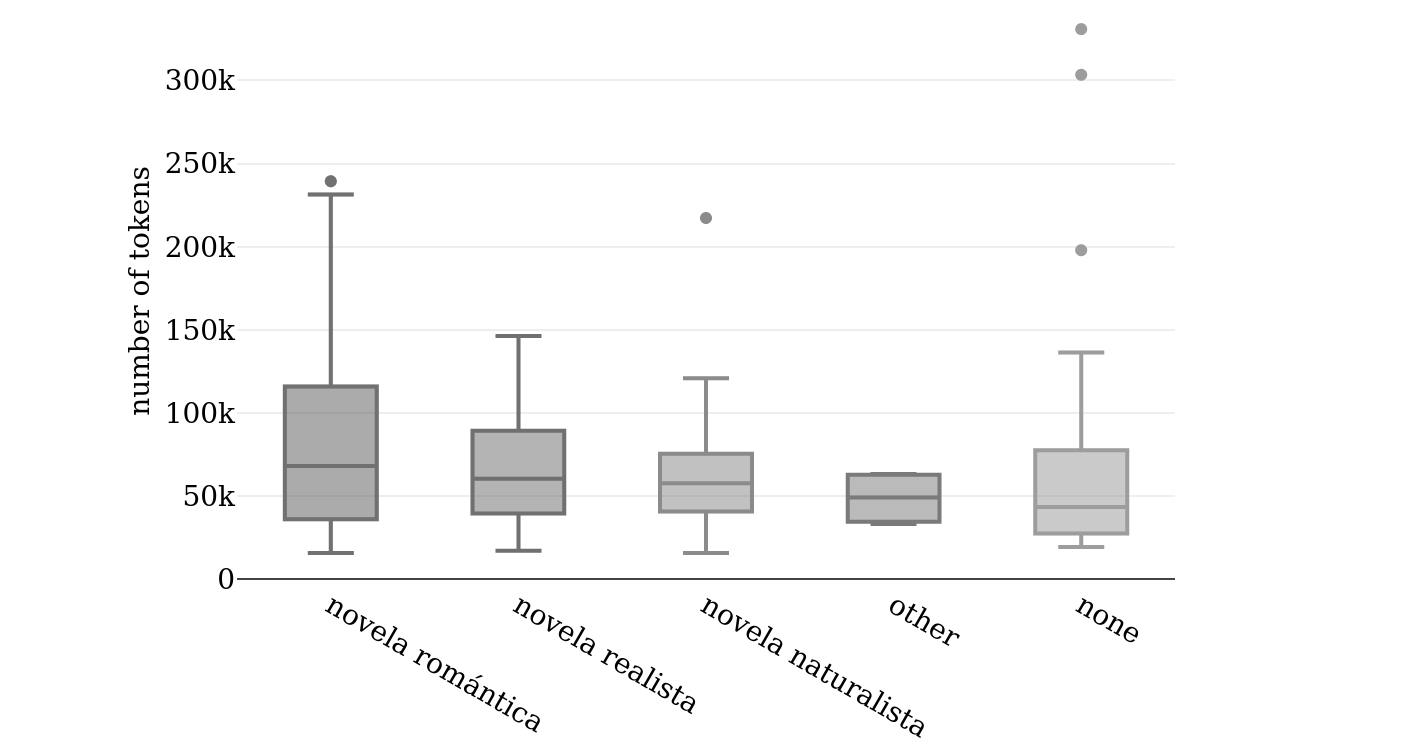 300k
250k
200k
150k
100k
50k
0
number of tokens
novela romántica
novela realista
novela naturalista
other
none